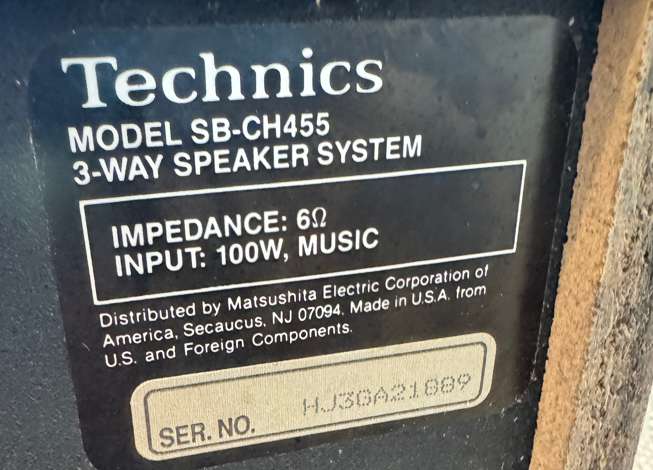 Technics
MODEL SB-CH455
3-WAY SPEAKER SYSTEM
IMPEDANCE: 6Ω
INPUT: 100W, MUSIC
Distributed by Matsushita Electric Corporation of
America, Secaucus, NJ 07094. Made in U.S.A. from
U.S. and Foreign Components.
SER. NO. HJ3GA21889